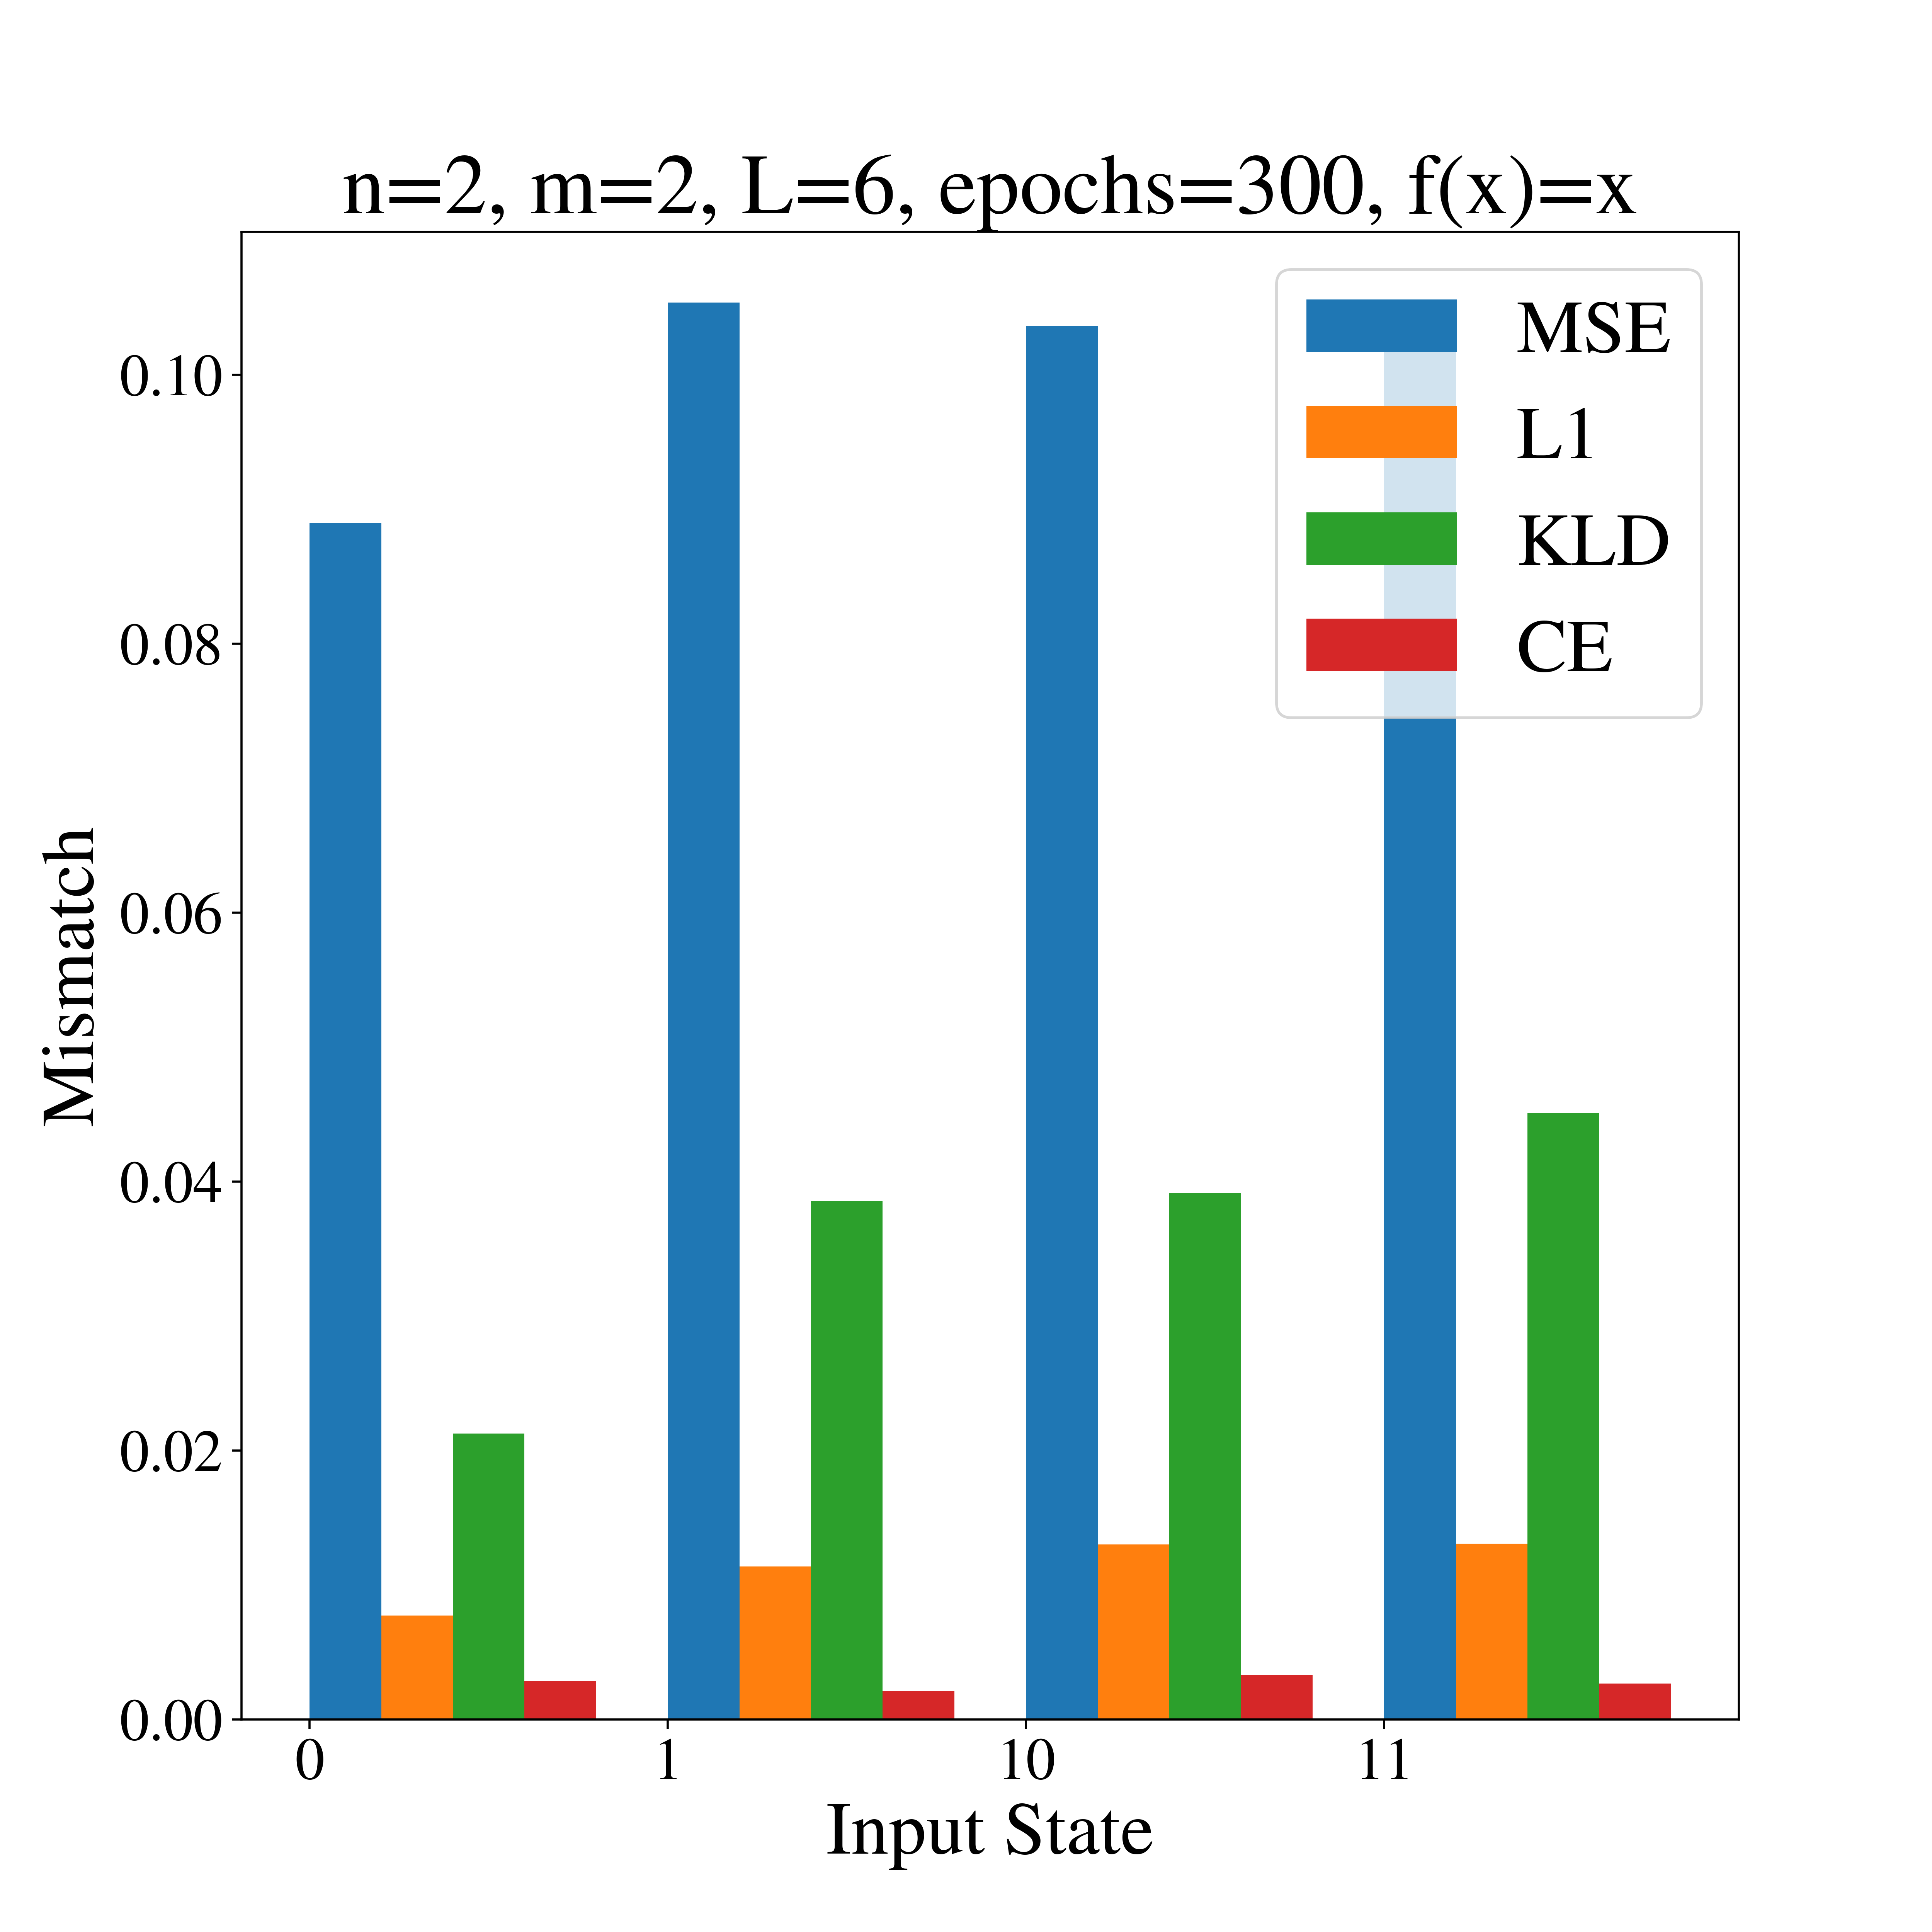 n=2, m=2, L=6, epochs=300, f(x)=x
MSE
L1
KLD
CE
0.10
0.08
0.06
0.04
0.02
0.00
Mismatch
0 1 10 11
Input State